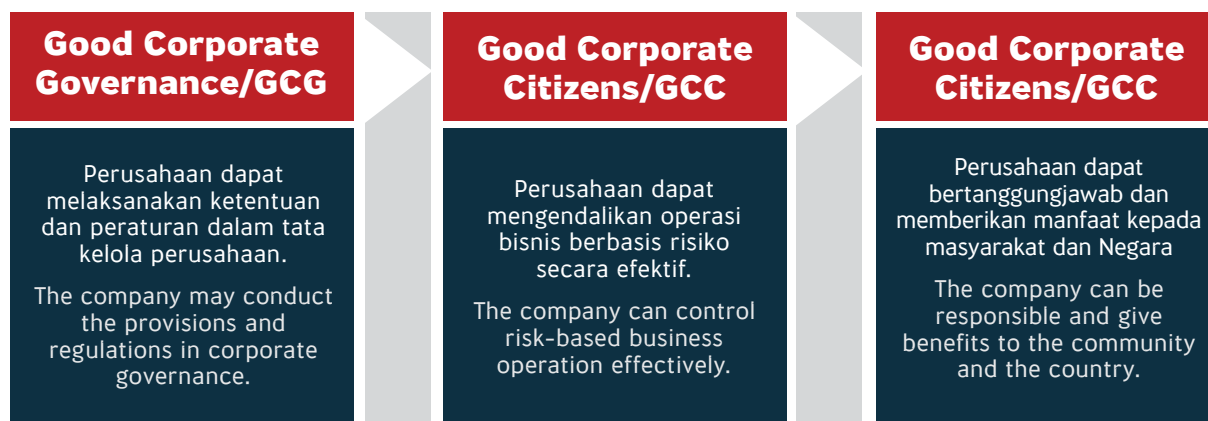 Good Corporate
Governance/GCG
Perusahaan dapat
melaksanakan ketentuan
dan peraturan dalam tata
kelola perusahaan.
The company may conduct
the provisions and
regulations in corporate
governance.
Good Corporate
Citizens/GCC
Perusahaan dapat
mengendalikan operasi
bisnis berbasis risiko
secara efektif.
The company can control
risk-based business
operation effectively.
Good Corporate
Citizens/GCC
Perusahaan dapat
bertanggungjawab dan
memberikan manfaat kepada
masyarakat dan Negara
The company can be
responsible and give
benefits to the community
and the country.